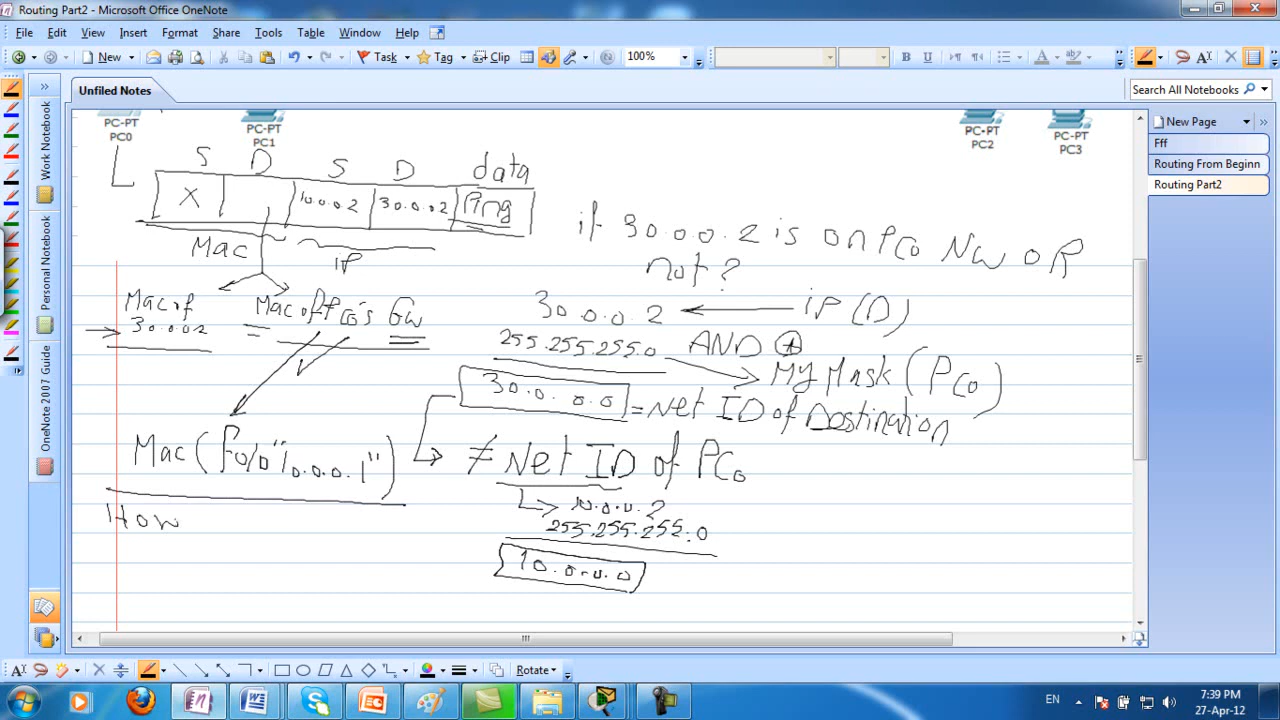 Routing Part2 - Microsoft Office OneNote
File Edit View Insert Format Share Tools Table Window Help
New Task Tag Clip 100% B I U
Unfiled Notes
Search All Notebooks
New Page
Fff
Routing From Beginn
Routing Part2
Work Notebook
Personal Notebook
OneNote 2007 Guide
PC-PT
PC0
PC-PT
PC1
PC-PT
PC2
PC-PT
PC3
S D S D data
X 10.0.0.2 30.0.0.2 Ping
Mac IP
if 30.0.0.2 is on PC0 NW OR
not?
Mac of
30.0.0.2
Mac of PC0's GW
30.0.0.2 iP (D)
255.255.255.0 AND
My Mask (PC0)
30.0.0.0 = Net ID of Destination
Mac (fo/0 "10.0.0.1")
≠ Net ID of PC0
How
10.0.0.2
255.255.255.0
10.0.0.0
Rotate
EN
7:39 PM
27-Apr-12